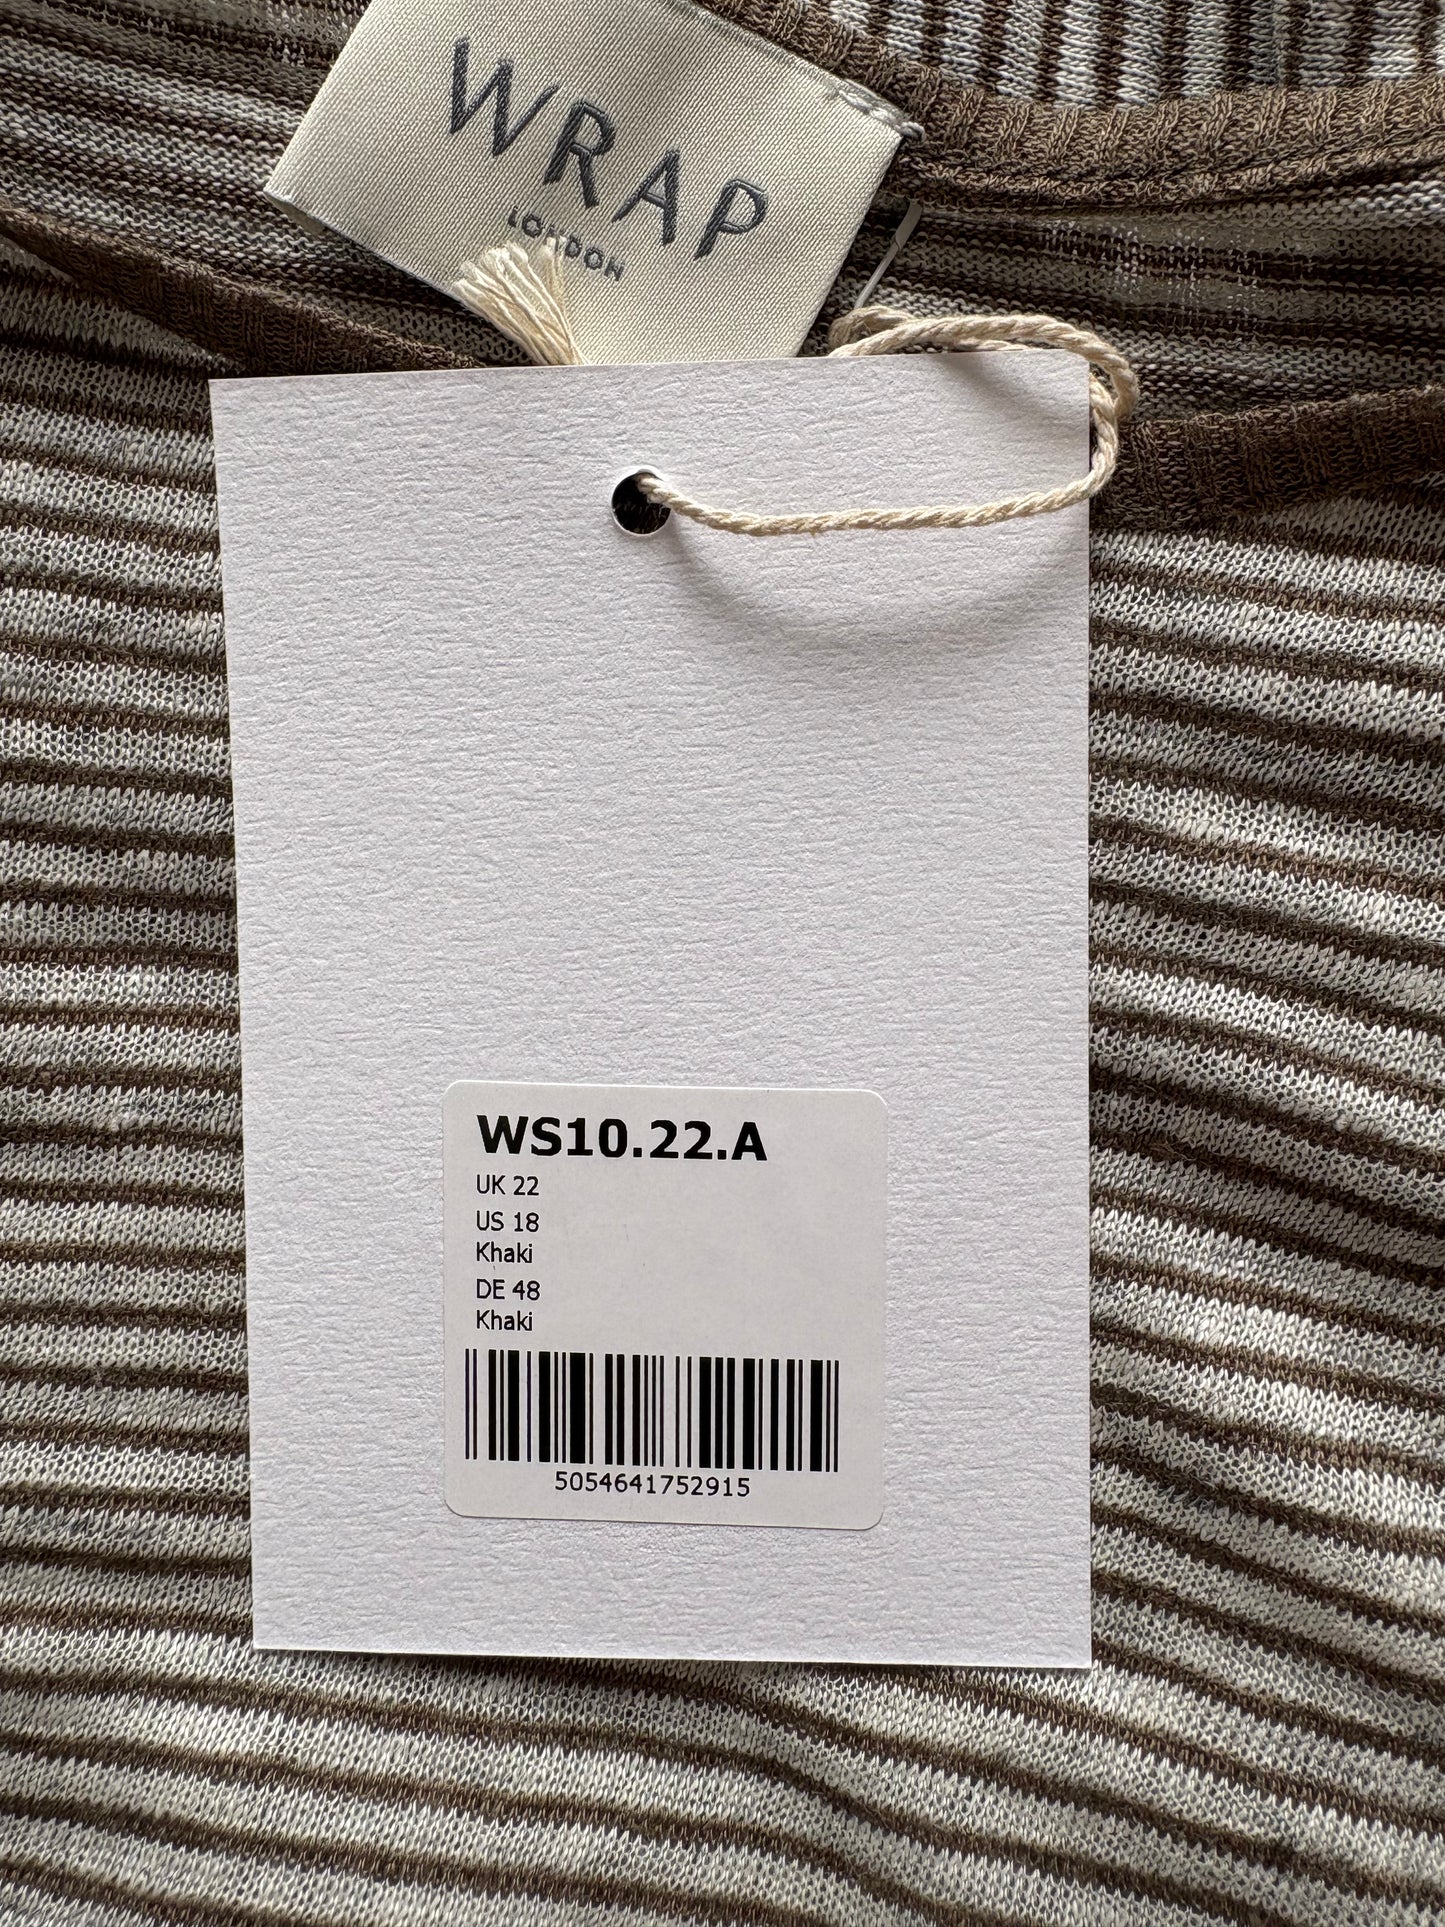 WRAP
LONDON
WS10.22.A
UK 22
US 18
Khaki
DE 48
Khaki
5054641752915